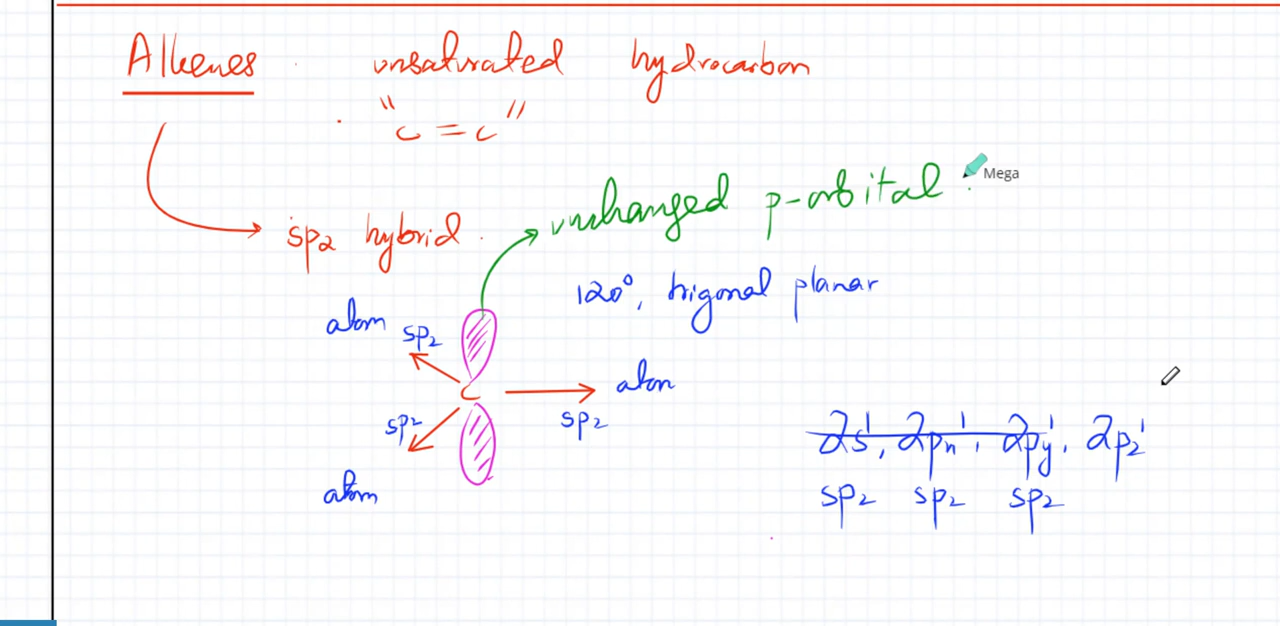 Alkenes unsaturated hydrocarbon
"C=C"
Mega
unchanged p-orbital
sp2 hybrid
120°, trigonal planar
atom sp2
atom
sp2 sp2
atom
2s¹, 2px¹, 2py¹, 2pz¹
sp2 sp2 sp2